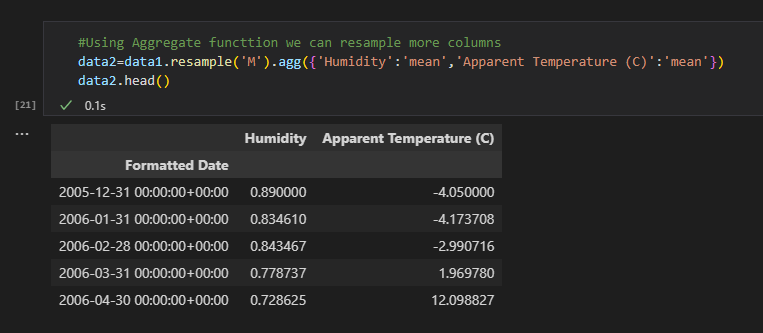 #Using Aggregate functtion we can resample more columns
data2=data1.resample('M').agg({'Humidity':'mean','Apparent Temperature (C)':'mean'})
data2.head()
[21] ✓ 0.1s
...
Humidity Apparent Temperature (C)
Formatted Date
2005-12-31 00:00:00+00:00 0.890000 -4.050000
2006-01-31 00:00:00+00:00 0.834610 -4.173708
2006-02-28 00:00:00+00:00 0.843467 -2.990716
2006-03-31 00:00:00+00:00 0.778737 1.969780
2006-04-30 00:00:00+00:00 0.728625 12.098827